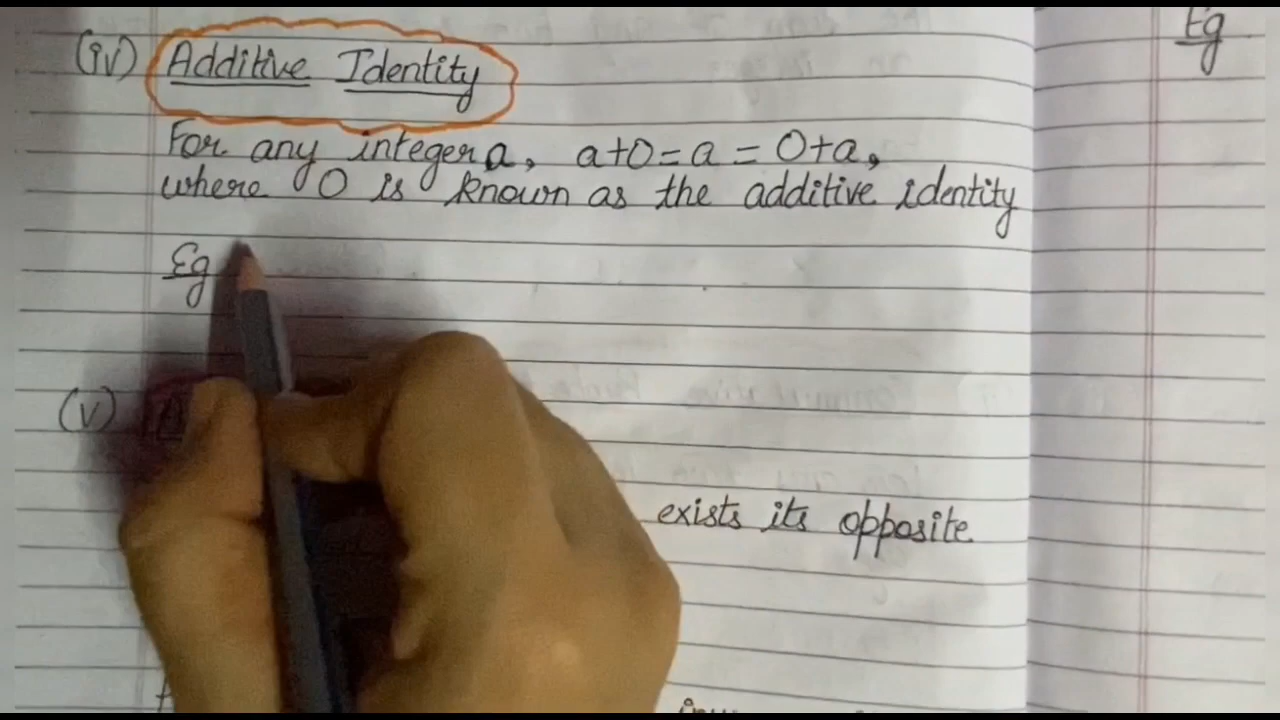 (iv) Additive Identity
For any integer a, a+0=a = 0+a,
where 0 is known as the additive identity
Eg
(v) A
exists its opposite
Eg